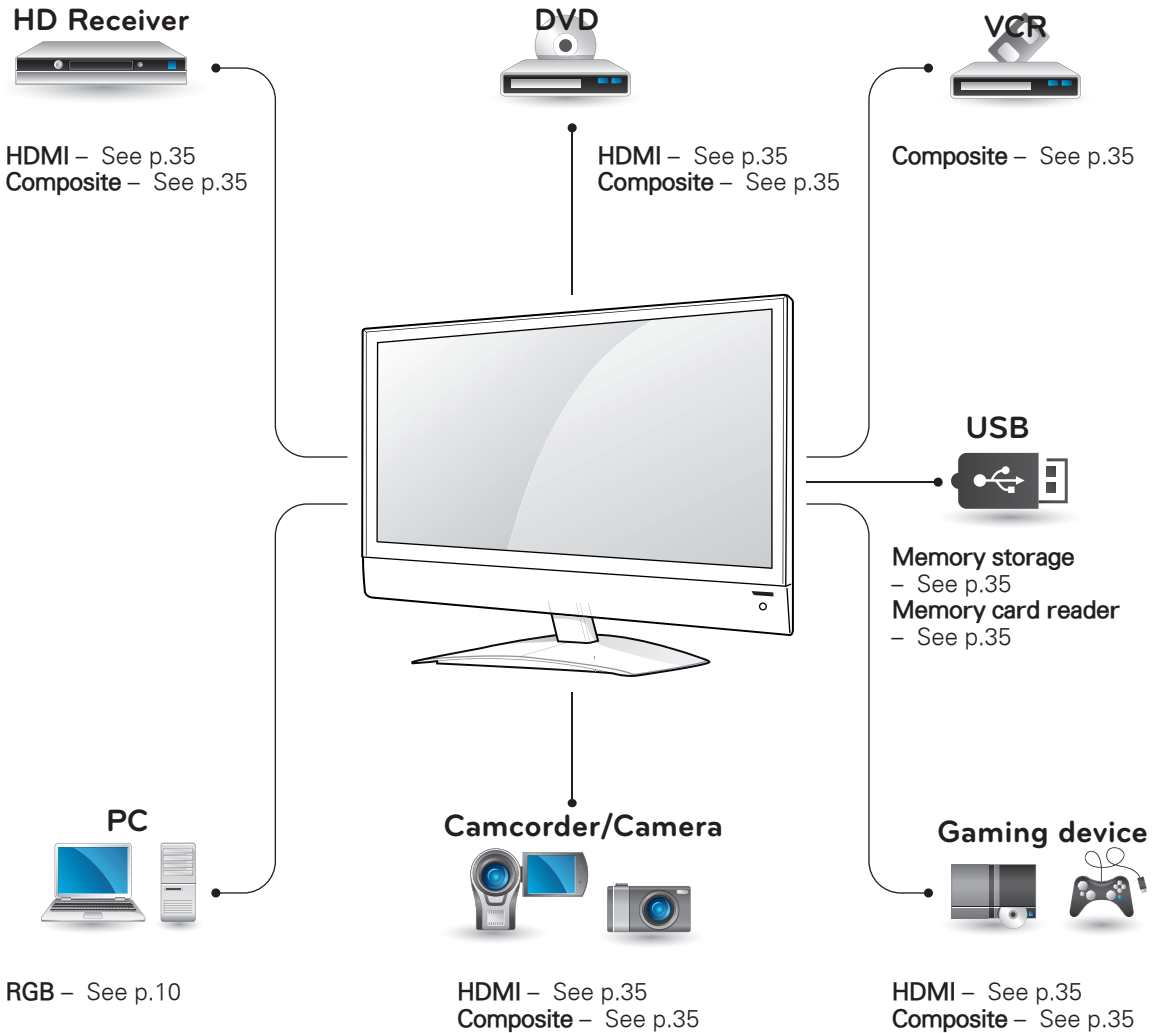 HD Receiver
HDMI – See p.35
Composite – See p.35
DVD
HDMI – See p.35
Composite – See p.35
VCR
Composite – See p.35
USB
Memory storage
– See p.35
Memory card reader
– See p.35
PC
RGB – See p.10
Camcorder/Camera
HDMI – See p.35
Composite – See p.35
Gaming device
HDMI – See p.35
Composite – See p.35